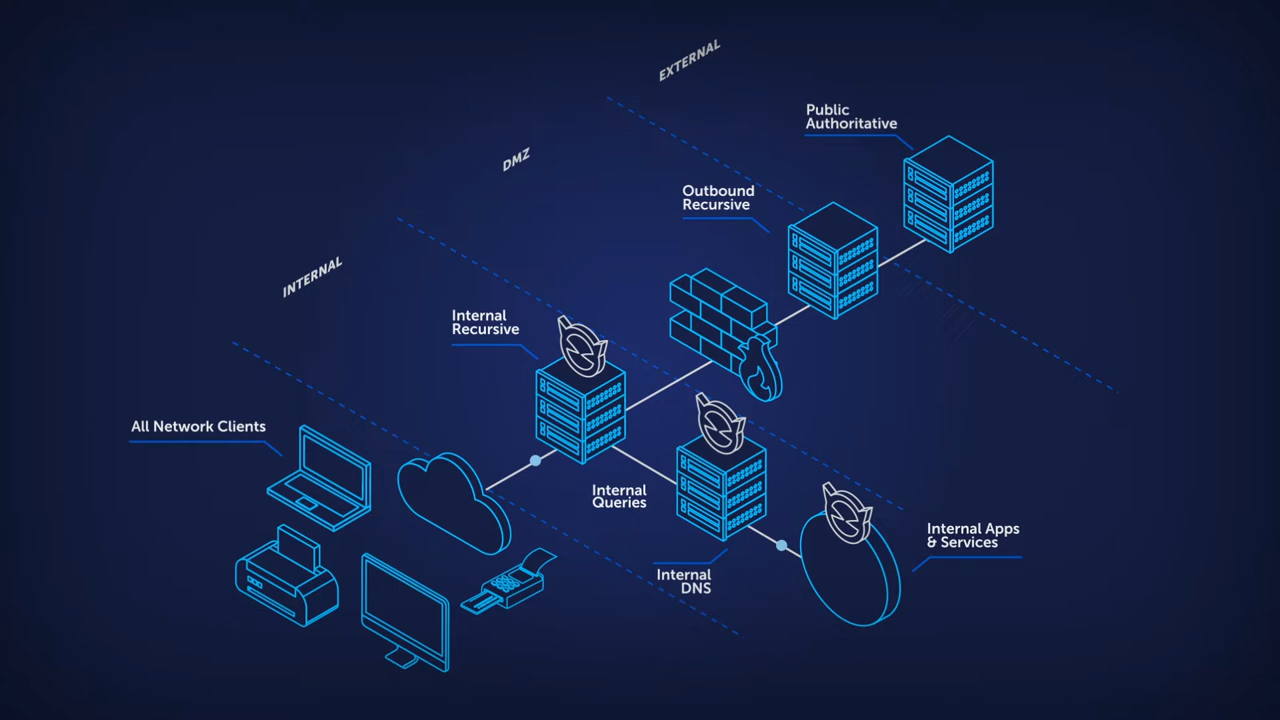 EXTERNAL
Public
Authoritative
DMZ
Outbound
Recursive
INTERNAL
Internal
Recursive
All Network Clients
Internal
Queries
Internal Apps
& Services
Internal
DNS